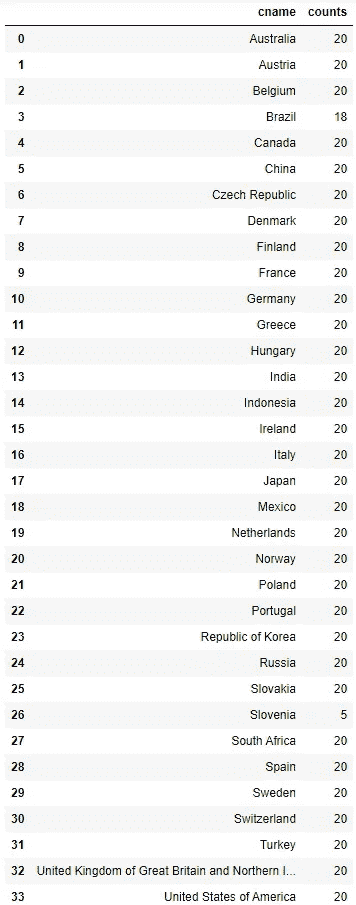 cname counts
0 Australia 20
1 Austria 20
2 Belgium 20
3 Brazil 18
4 Canada 20
5 China 20
6 Czech Republic 20
7 Denmark 20
8 Finland 20
9 France 20
10 Germany 20
11 Greece 20
12 Hungary 20
13 India 20
14 Indonesia 20
15 Ireland 20
16 Italy 20
17 Japan 20
18 Mexico 20
19 Netherlands 20
20 Norway 20
21 Poland 20
22 Portugal 20
23 Republic of Korea 20
24 Russia 20
25 Slovakia 20
26 Slovenia 5
27 South Africa 20
28 Spain 20
29 Sweden 20
30 Switzerland 20
31 Turkey 20
32 United Kingdom of Great Britain and Northern I... 20
33 United States of America 20